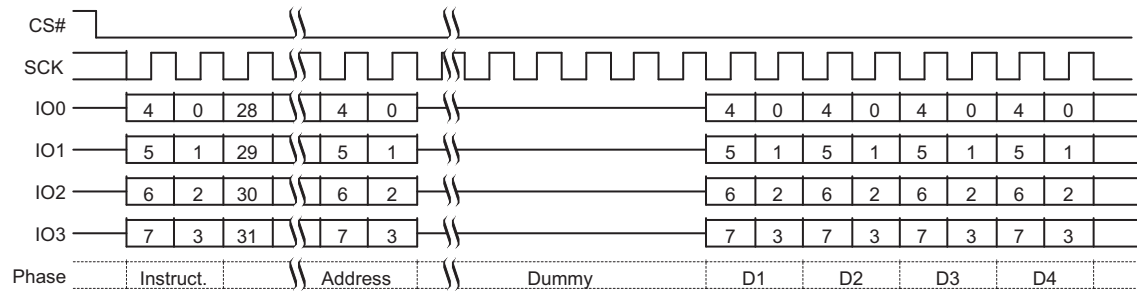 CS#
SCK
IO0 4 0 28 4 0 4 0 4 0 4 0 4 0
IO1 5 1 29 5 1 5 1 5 1 5 1 5 1
IO2 6 2 30 6 2 6 2 6 2 6 2 6 2
IO3 7 3 31 7 3 7 3 7 3 7 3 7 3
Phase Instruct. Address Dummy D1 D2 D3 D4